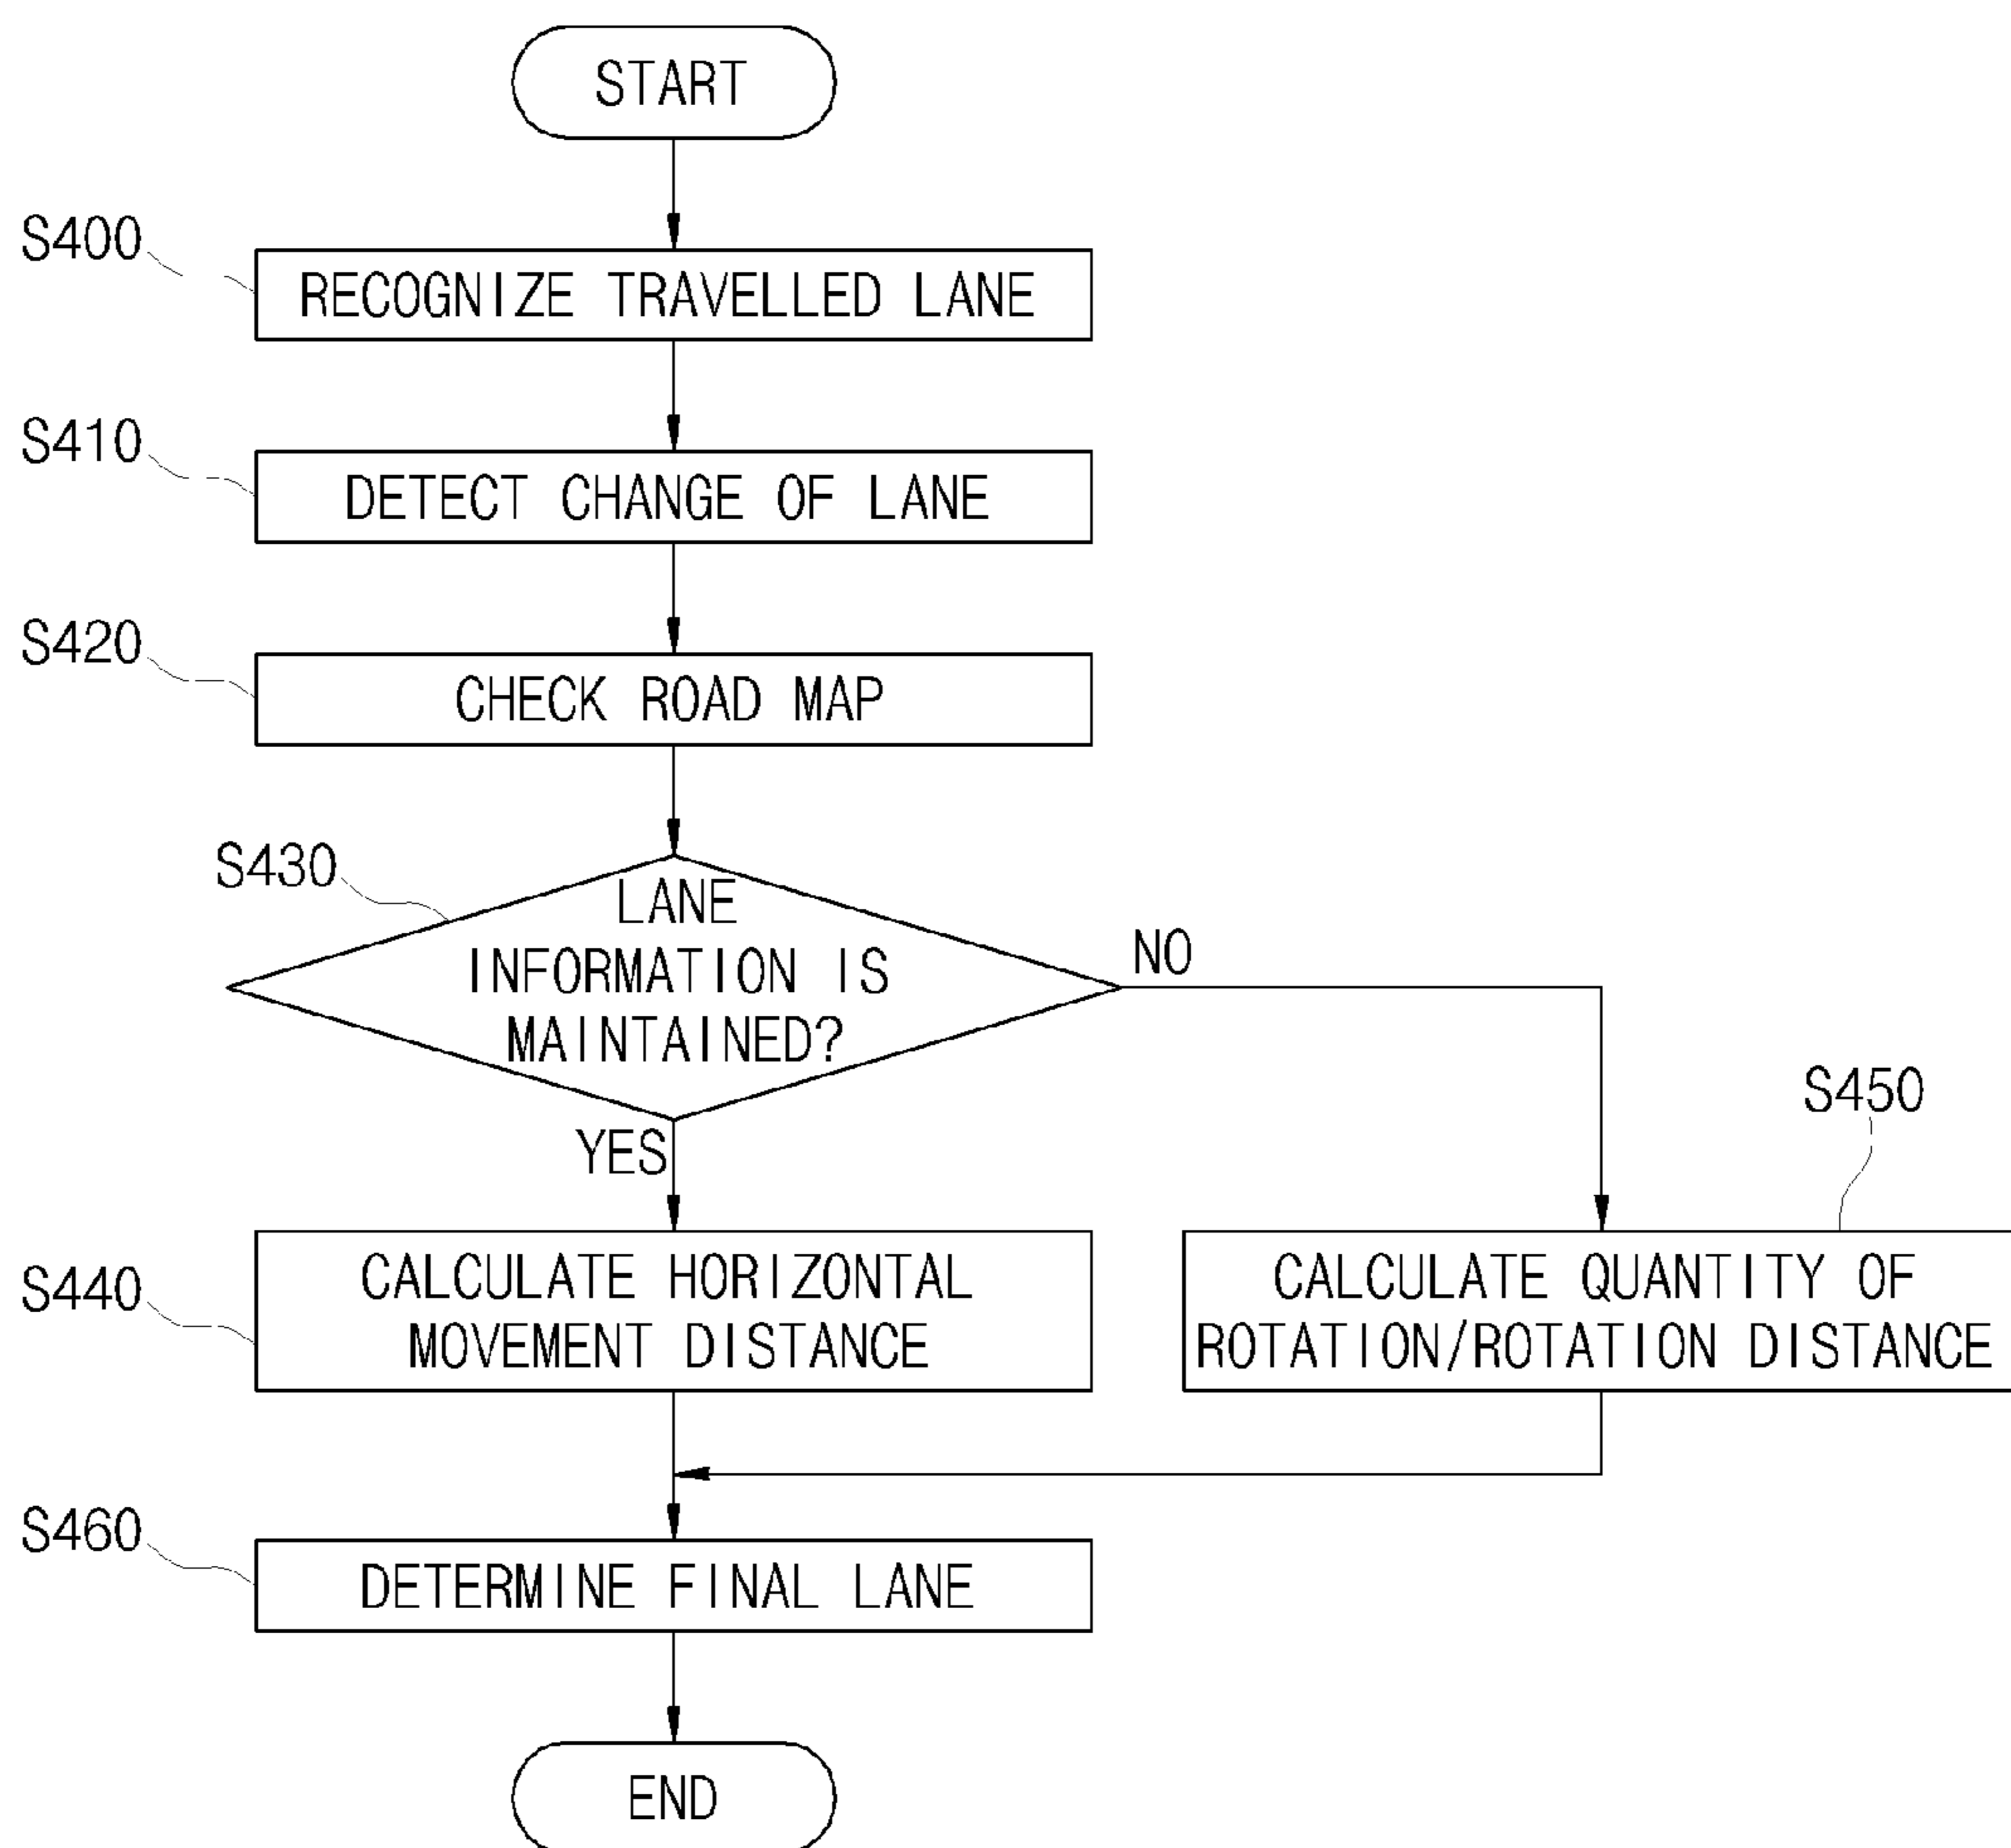 START
S400
RECOGNIZE TRAVELLED LANE
S410
DETECT CHANGE OF LANE
S420
CHECK ROAD MAP
S430
LANE
INFORMATION IS
MAINTAINED?
NO
YES
S440
CALCULATE HORIZONTAL
MOVEMENT DISTANCE
S450
CALCULATE QUANTITY OF
ROTATION/ROTATION DISTANCE
S460
DETERMINE FINAL LANE
END